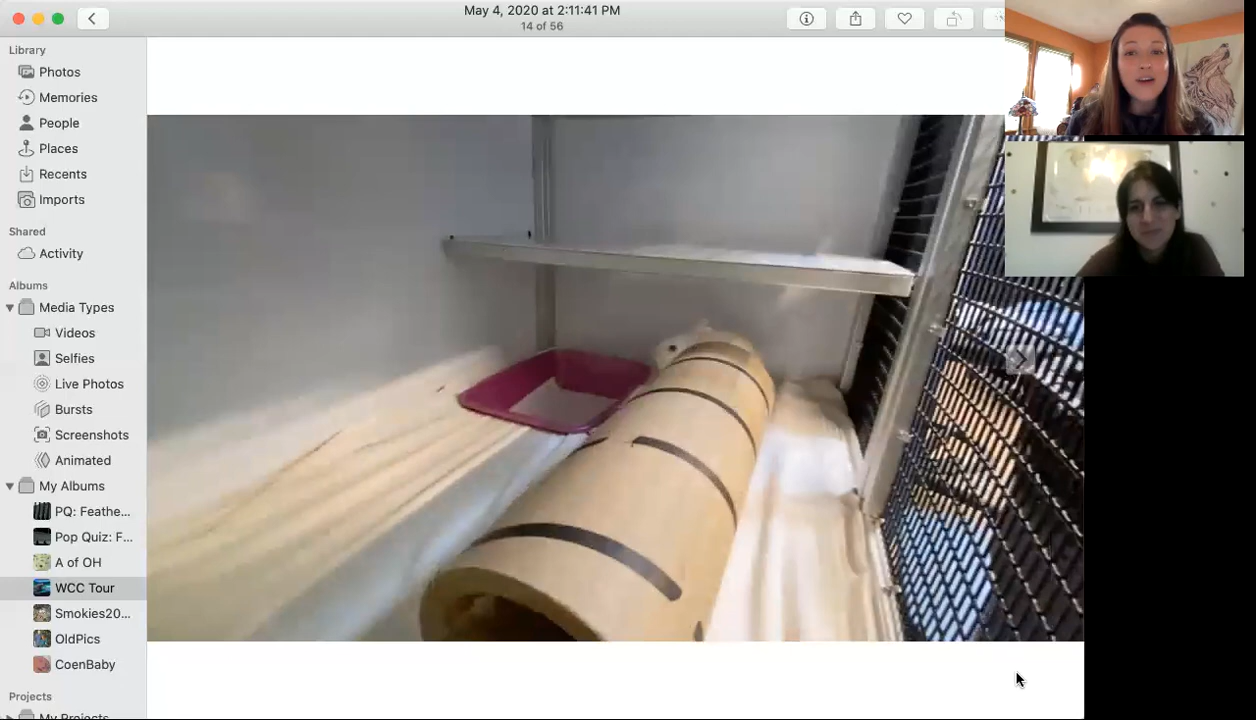 May 4, 2020 at 2:11:41 PM
14 of 56
Library
Photos
Memories
People
Places
Recents
Imports
Shared
Activity
Albums
Media Types
Videos
Selfies
Live Photos
Bursts
Screenshots
Animated
My Albums
PQ: Feathe...
Pop Quiz: F...
A of OH
WCC Tour
Smokies20...
OldPics
CoenBaby
Projects
My Projects